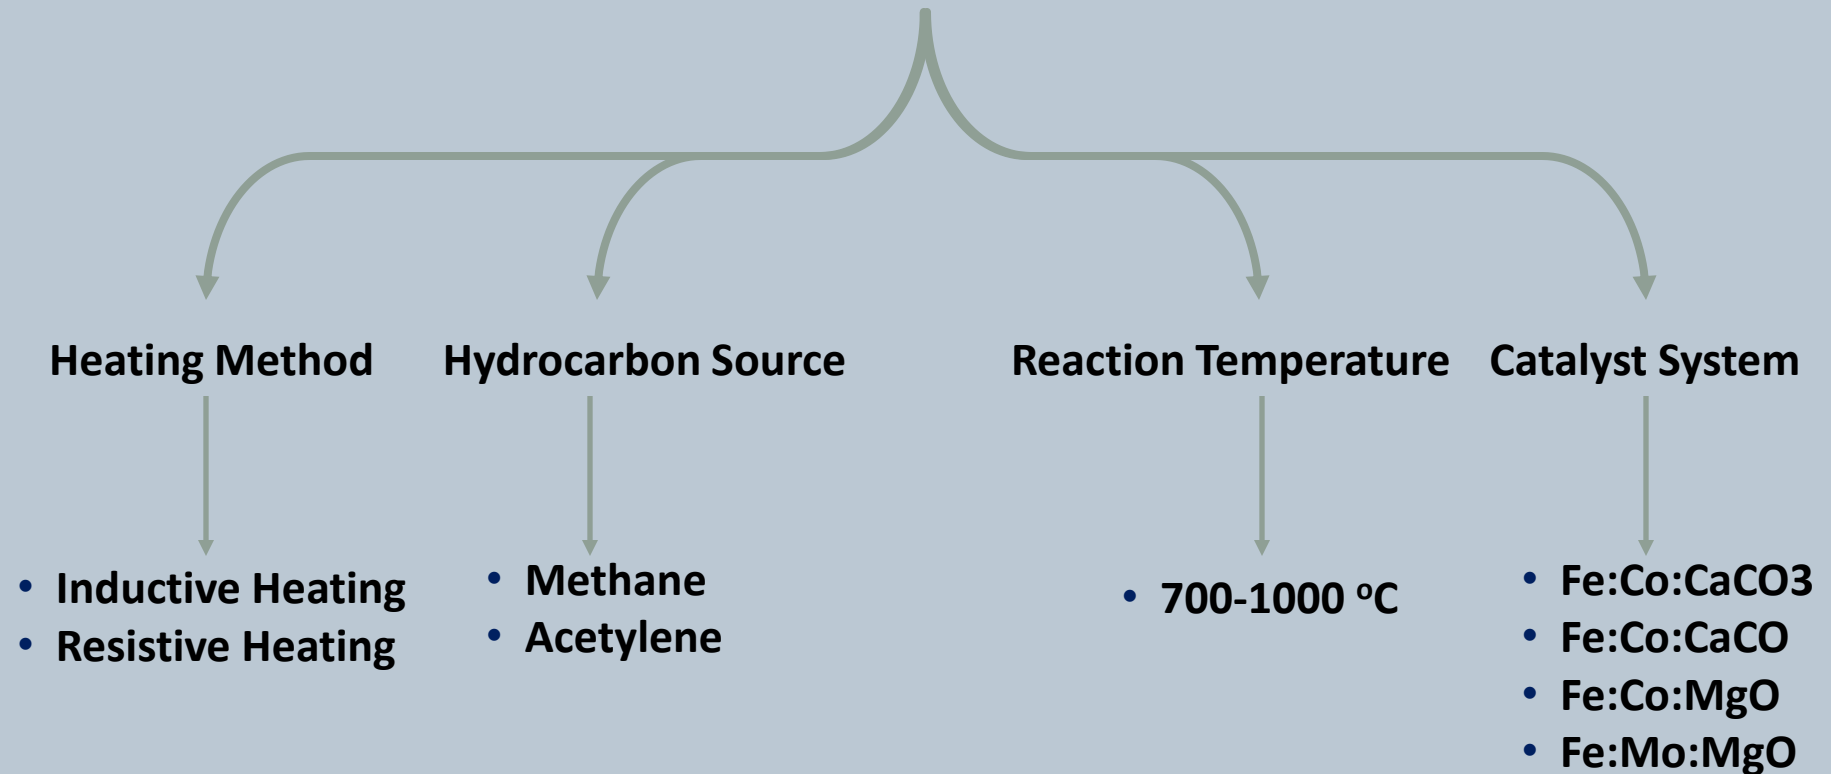 Heating Method
Hydrocarbon Source
Reaction Temperature
Catalyst System
• Inductive Heating
• Resistive Heating
• Methane
• Acetylene
• 700-1000 ᵒC
• Fe:Co:CaCO3
• Fe:Co:CaCO
• Fe:Co:MgO
• Fe:Mo:MgO